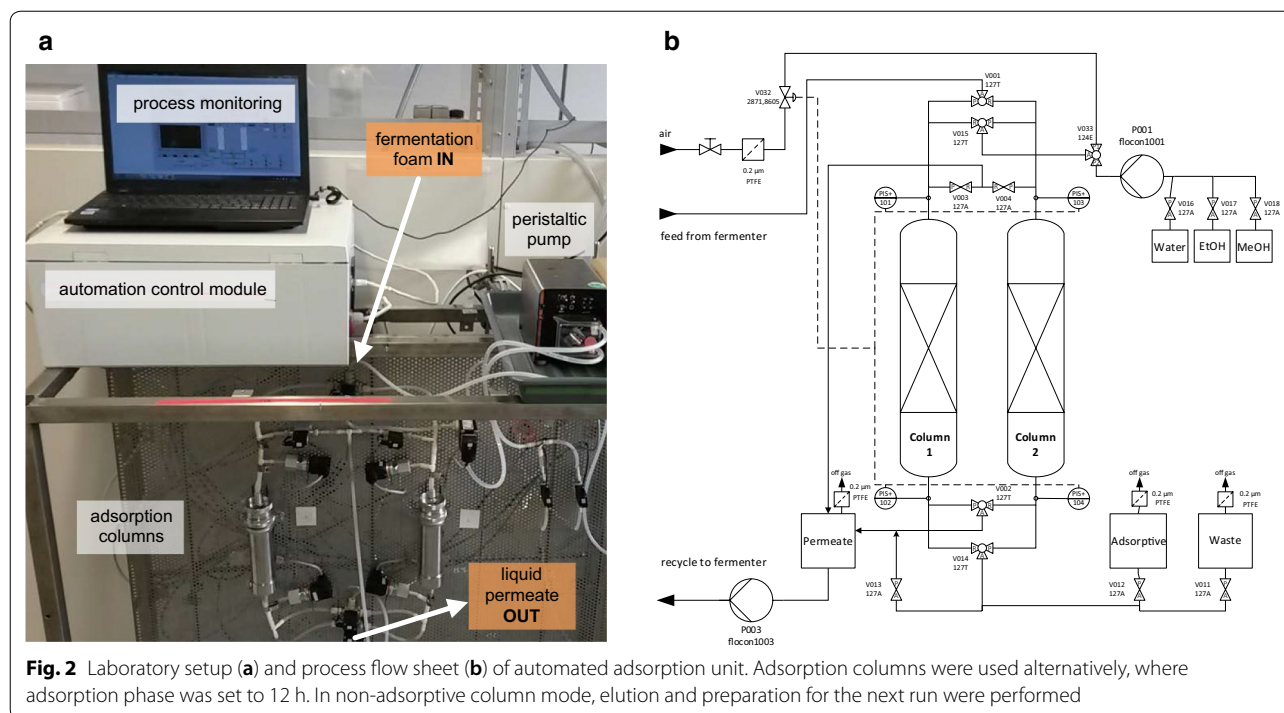 a
process monitoring
fermentation
foam IN
peristaltic
pump
automation control module
adsorption
columns
liquid
permeate
OUT
b
V001
127T
V032
2871,8605
V015
127T
V033
124E
P001
flocon1001
air
0.2 µm
PTFE
PIS+
101
V003
127A
V004
127A
PIS+
103
V016
127A
V017
127A
V018
127A
feed from fermenter
Water
EtOH
MeOH
Column
1
Column
2
off gas
0.2 µm
PTFE
PIS+
102
V002
127T
PIS+
104
off gas
0.2 µm
PTFE
off gas
0.2 µm
PTFE
Permeate
Adsorptive
Waste
V014
127T
recycle to fermenter
V013
127A
V012
127A
V011
127A
P003
flocon1003
Fig. 2 Laboratory setup (a) and process flow sheet (b) of automated adsorption unit. Adsorption columns were used alternatively, where
adsorption phase was set to 12 h. In non-adsorptive column mode, elution and preparation for the next run were performed